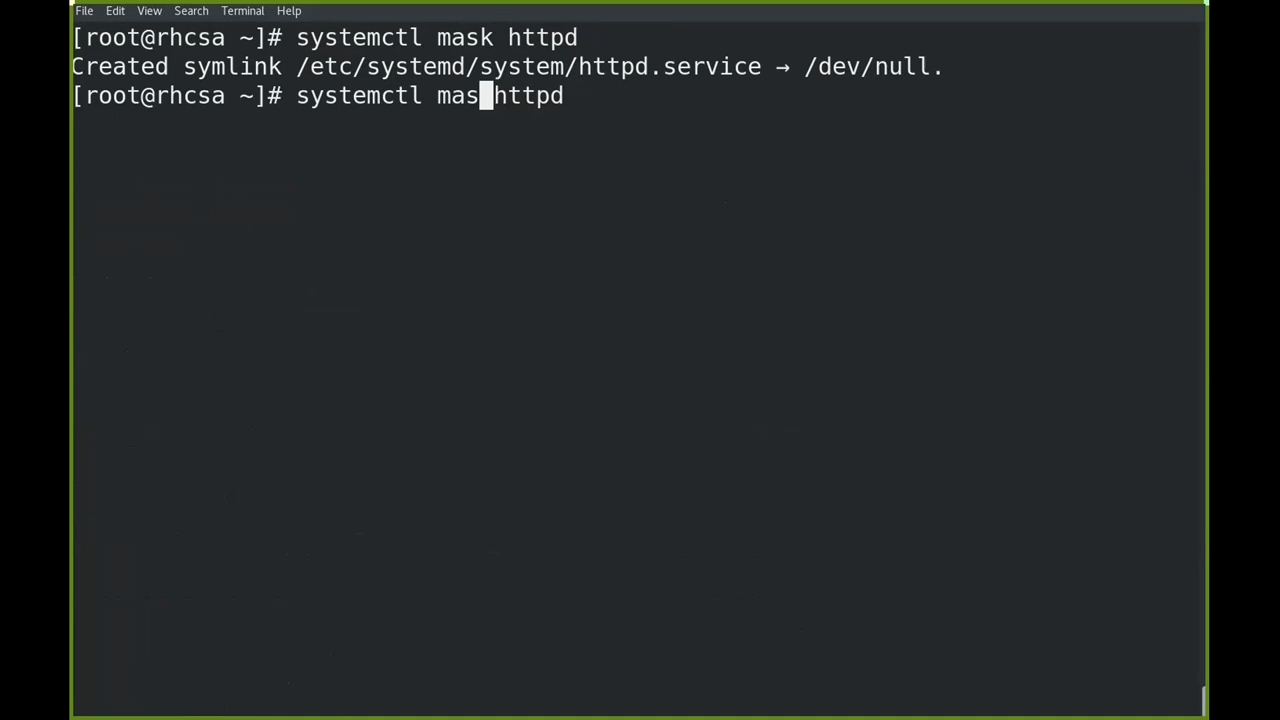 File Edit View Search Terminal Help
[root@rhcsa ~]# systemctl mask httpd
Created symlink /etc/systemd/system/httpd.service → /dev/null.
[root@rhcsa ~]# systemctl mas httpd